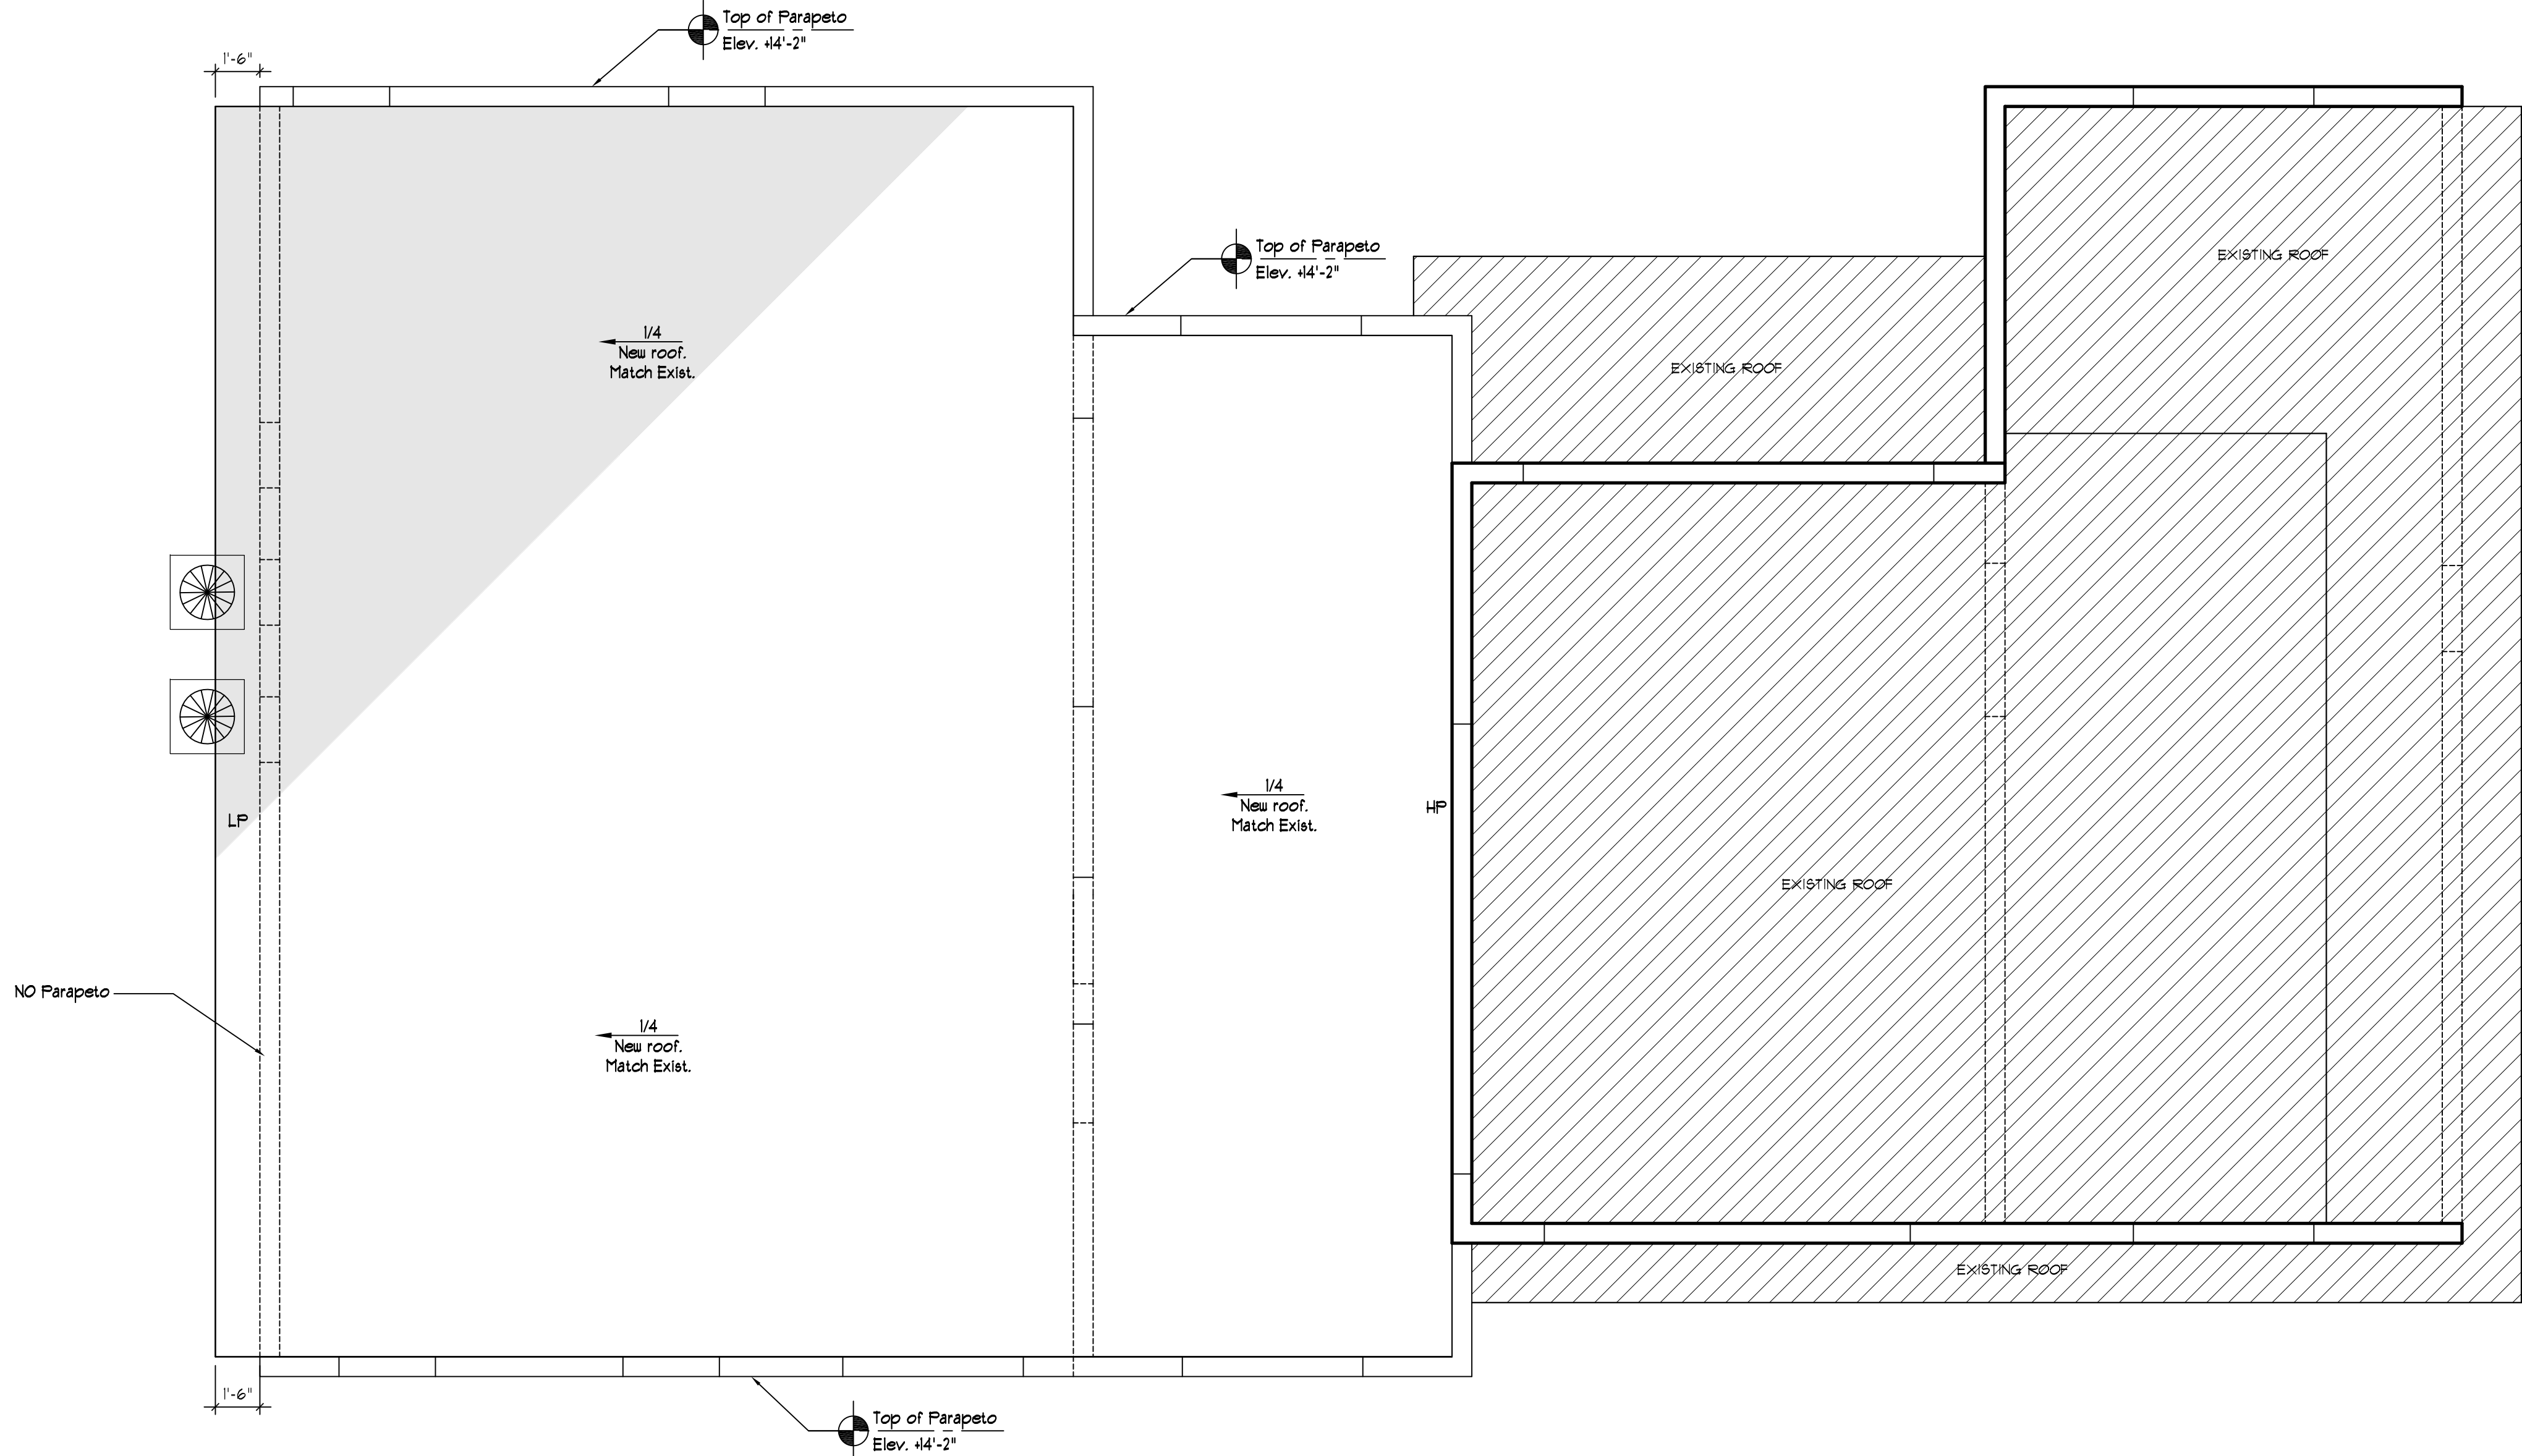 Top of Parapeto
Elev. +14'-2"
1'-6"
Top of Parapeto
Elev. +14'-2"
EXISTING ROOF
1/4
New roof.
Match Exist.
EXISTING ROOF
1/4
New roof.
Match Exist.
HP
LP
EXISTING ROOF
NO Parapeto
1/4
New roof.
Match Exist.
EXISTING ROOF
1'-6"
Top of Parapeto
Elev. +14'-2"